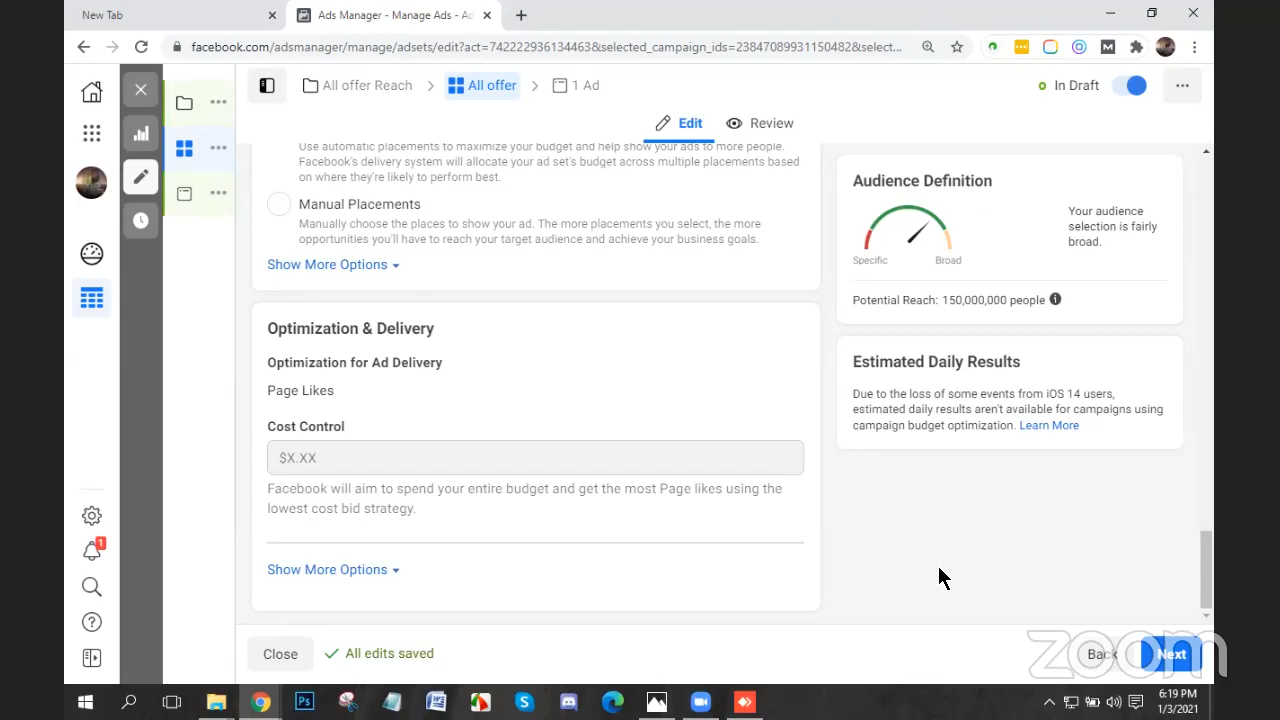 New Tab
Ads Manager - Manage Ads - Ac
facebook.com/adsmanager/manage/adsets/edit?act=742222936134463&selected_campaign_ids=23847089931150482&select...
All offer Reach
All offer
1 Ad
In Draft
Edit
Review
Use automatic placements to maximize your budget and help show your ads to more people.
Facebook's delivery system will allocate your ad set's budget across multiple placements based
on where they're likely to perform best.
Manual Placements
Manually choose the places to show your ad. The more placements you select, the more
opportunities you'll have to reach your target audience and achieve your business goals.
Show More Options
Optimization & Delivery
Optimization for Ad Delivery
Page Likes
Cost Control
$X.XX
Facebook will aim to spend your entire budget and get the most Page likes using the
lowest cost bid strategy.
Show More Options
Audience Definition
Your audience
selection is fairly
broad.
Specific
Broad
Potential Reach: 150,000,000 people
Estimated Daily Results
Due to the loss of some events from iOS 14 users,
estimated daily results aren't available for campaigns using
campaign budget optimization. Learn More
1
Close
All edits saved
Back
Next
zoom
6:19 PM
1/3/2021